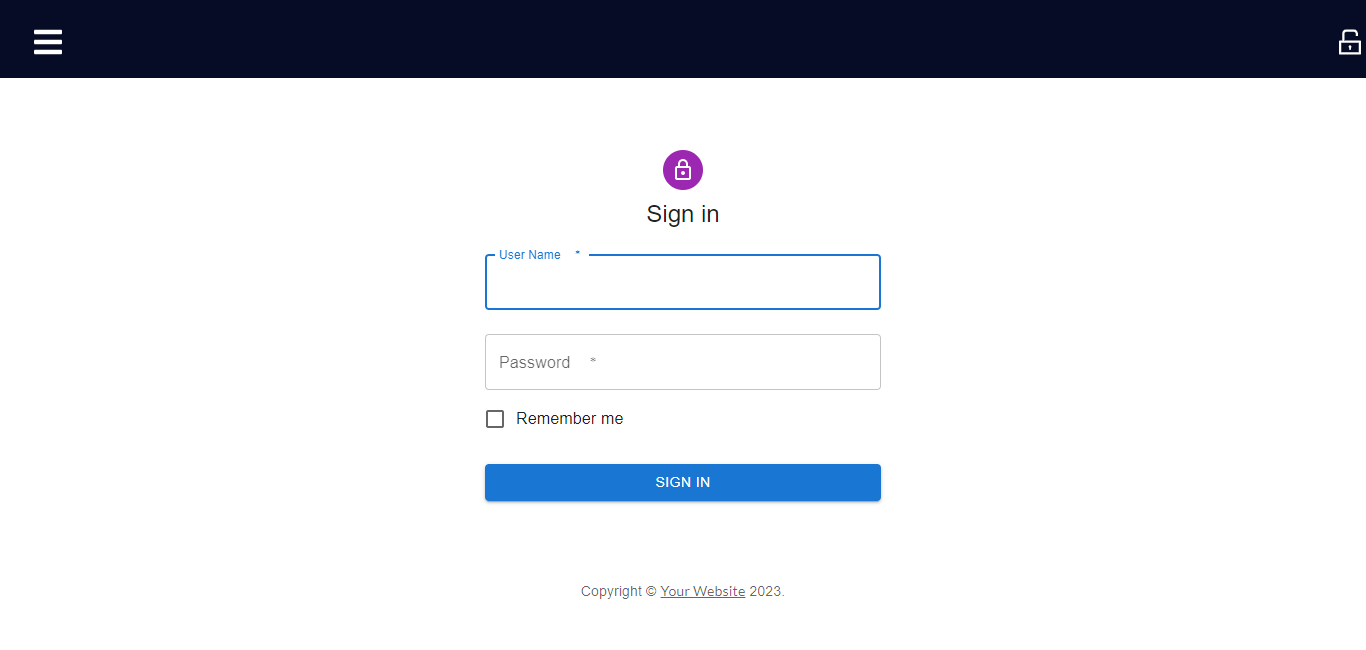 Sign in
User Name *
Password *
Remember me
SIGN IN
Copyright © Your Website 2023.